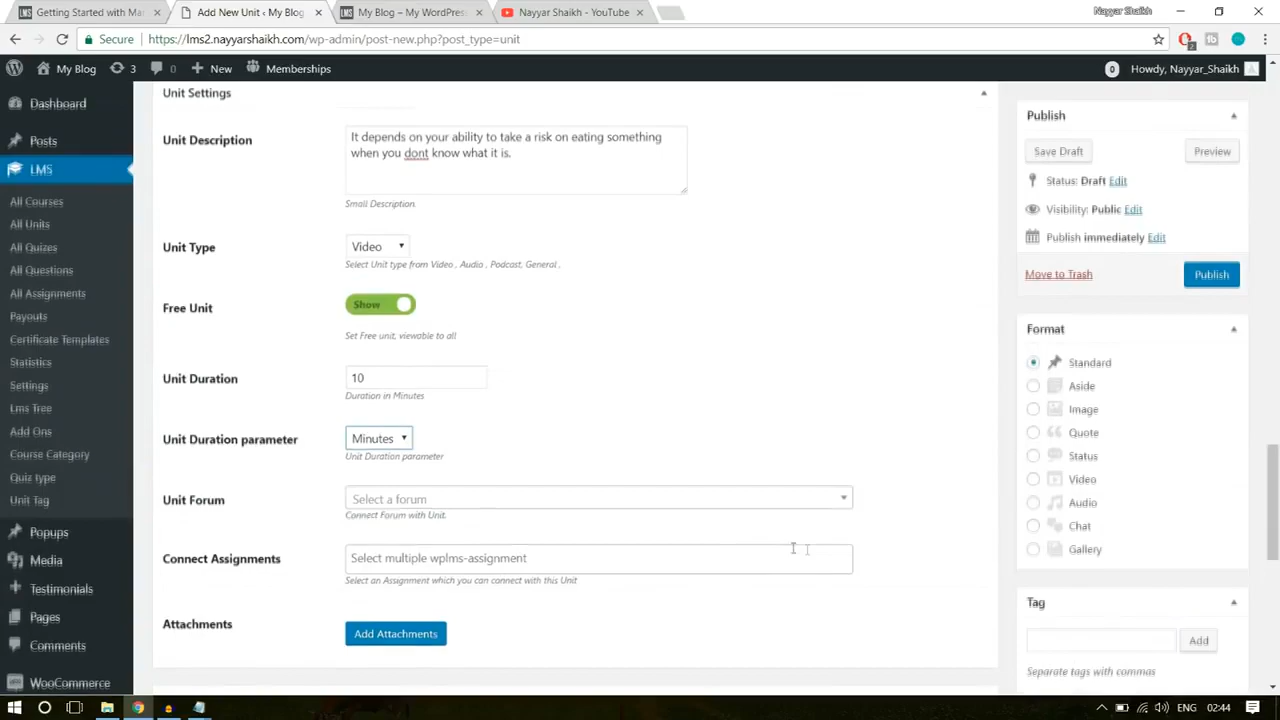 Getting Started with Mar
Add New Unit ‹ My Blog
My Blog – My WordPress
Nayyar Shaikh - YouTube
Nayyar Shaikh
Secure
https://lms2.nayyarshaikh.com/wp-admin/post-new.php?post_type=unit
2
My Blog
3
0
New
Memberships
0
Howdy, Nayyar_Shaikh
Dashboard
Posts
LMS
All Courses
All Units
All Quizes
All Questions
All Assignments
Payouts
Certificate Templates
Statistics
Settings
Lms Tree
Add Ons
Course Category
Quiz type
Unit Tag
Popups
Media
Testimonials
Pages
Comments
WooCommerce
Unit Settings
Unit Description
It depends on your ability to take a risk on eating something
when you dont know what it is.
Small Description.
Unit Type
Video
Select Unit type from Video , Audio , Podcast, General ,
Free Unit
Show
Set Free unit, viewable to all
Unit Duration
10
Duration in Minutes
Unit Duration parameter
Minutes
Unit Duration parameter
Unit Forum
Select a forum
Connect Forum with Unit.
Connect Assignments
Select multiple wplms-assignment
Select an Assignment which you can connect with this Unit
Attachments
Add Attachments
Publish
Save Draft
Preview
Status: Draft Edit
Visibility: Public Edit
Publish immediately Edit
Move to Trash
Publish
Format
Standard
Aside
Image
Quote
Status
Video
Audio
Chat
Gallery
Tag
Add
Separate tags with commas
ENG
02:44